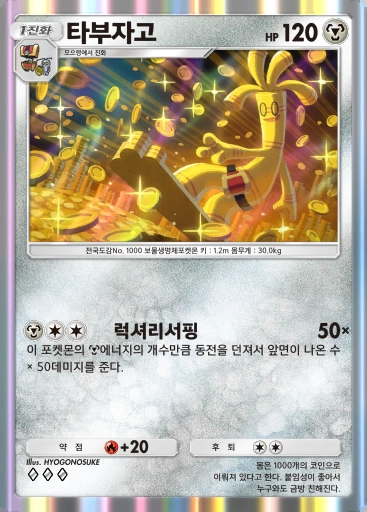 1진화 타부자고 HP 120
모으령에서 진화
전국도감No. 1000 보물생명체포켓몬 키 : 1.2m 몸무게 : 30.0kg
럭셔리서핑 50×
이 포켓몬의 에너지의 개수만큼 동전을 던져서 앞면이 나온 수
× 50데미지를 준다.
약 점 +20 후 퇴
Illus. HYOGONOSUKE
몸은 1000개의 코인으로
이뤄져 있다고 한다. 붙임성이 좋아서
누구와도 금방 친해진다.